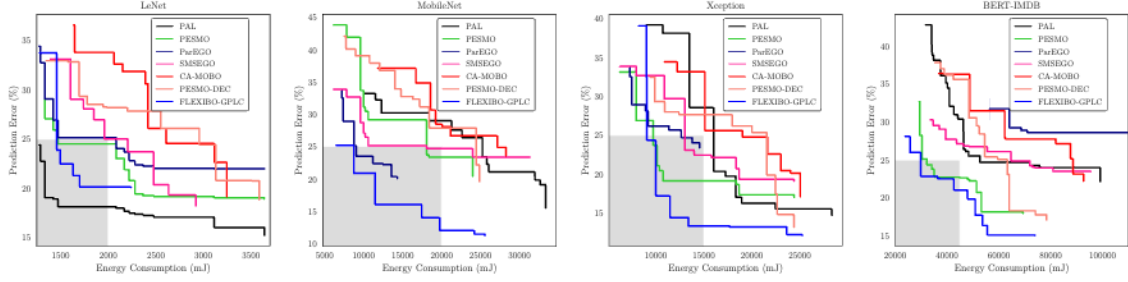 LeNet
Prediction Error (%)
35%
30%
25%
20%
15%
PAL
PESMO
ParEGO
SMSEGO
CA-MOBO
PESMO-DEC
FLEXIBO-GPLC
1500 2000 2500 3000 3500
Energy Consumption (mJ)
MobileNet
Prediction Error (%)
45%
40%
35%
30%
25%
20%
15%
10%
PAL
PESMO
ParEGO
SMSEGO
CA-MOBO
PESMO-DEC
FLEXIBO-GPLC
5000 10000 15000 20000 25000 30000
Energy Consumption (mJ)
Xception
Prediction Error (%)
40%
35%
30%
25%
20%
15%
PAL
PESMO
ParEGO
SMSEGO
CA-MOBO
PESMO-DEC
FLEXIBO-GPLC
10000 15000 20000 25000
Energy Consumption (mJ)
BERT-IMDB
Prediction Error (%)
40%
30%
20%
PAL
PESMO
ParEGO
SMSEGO
CA-MOBO
PESMO-DEC
FLEXIBO-GPLC
20000 40000 60000 80000 100000
Energy Consumption (mJ)